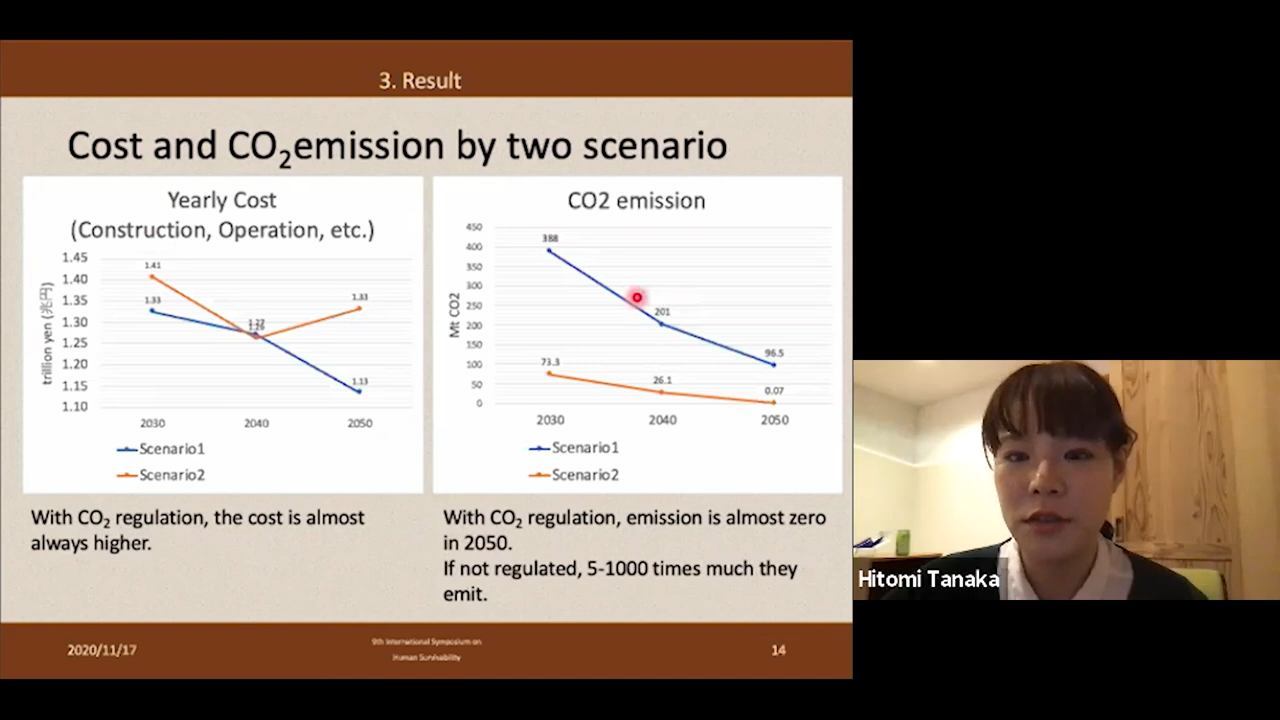 3. Result
Cost and CO₂emission by two scenario
Yearly Cost
(Construction, Operation, etc.)
trillion yen (兆円)
1.45
1.40
1.35
1.30
1.25
1.20
1.15
1.10
1.41
1.33
1.27
1.33
1.13
2030
2040
2050
Scenario1
Scenario2
CO2 emission
Mt CO2
450
400
350
300
250
200
150
100
50
0
388
201
96.5
73.3
26.1
0.07
2030
2040
2050
Scenario1
Scenario2
With CO₂ regulation, the cost is almost
always higher.
With CO₂ regulation, emission is almost zero
in 2050.
If not regulated, 5-1000 times much they
emit.
2020/11/17
9th International Symposium on
Human Survivability
14
Hitomi Tanaka